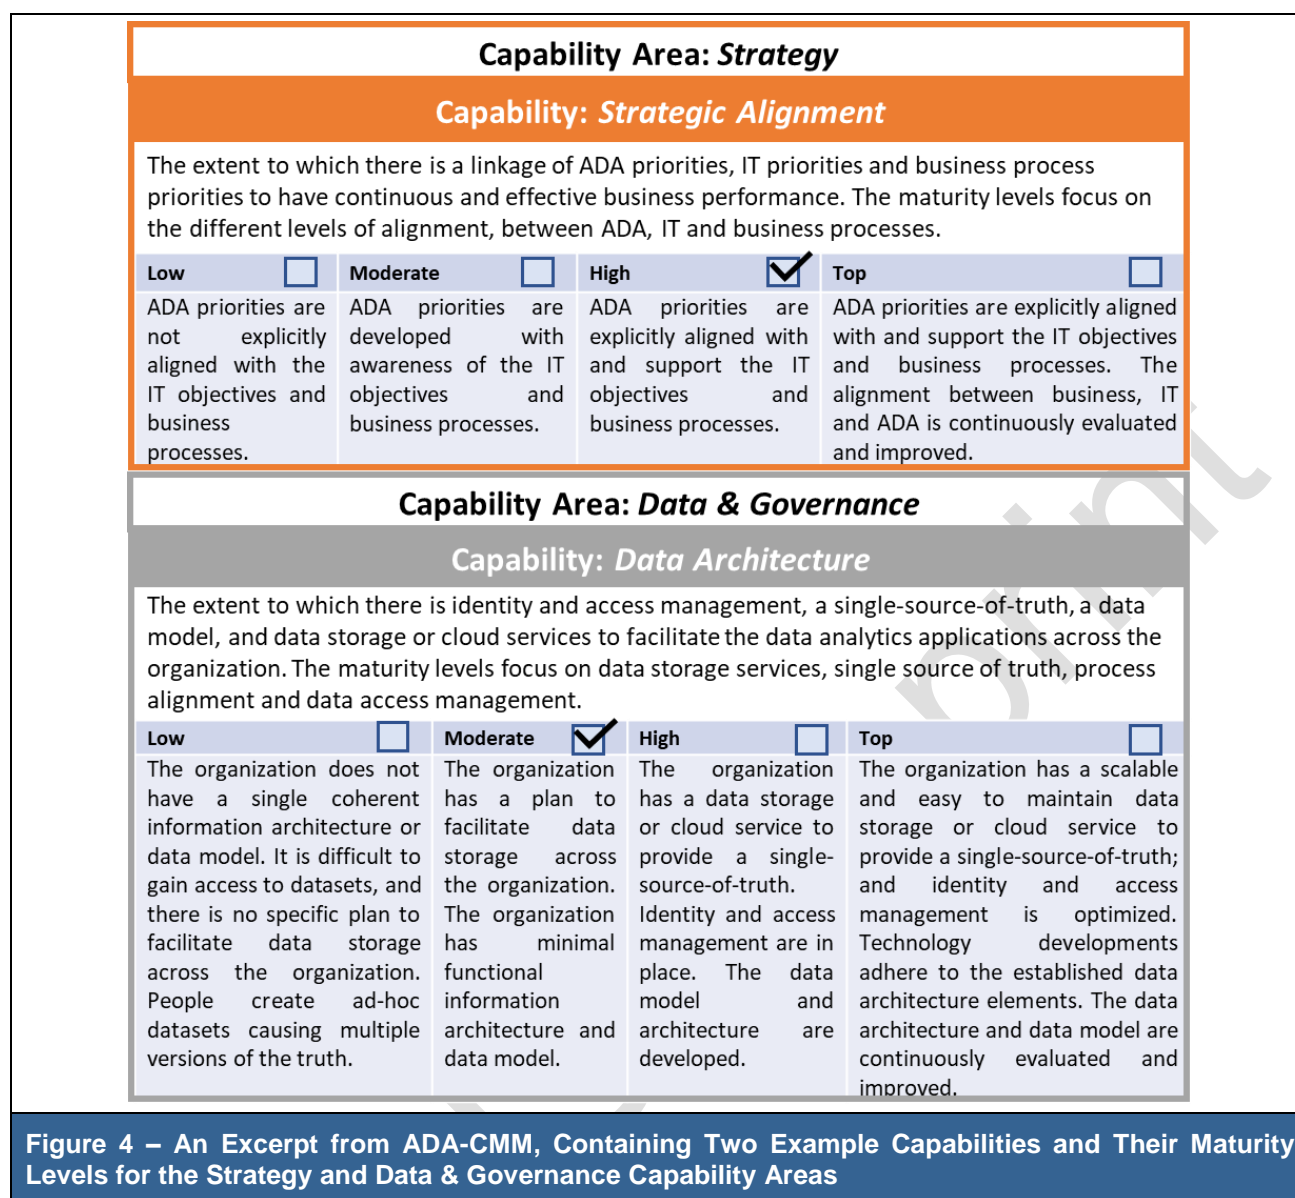 Capability Area: Strategy
Capability: Strategic Alignment
The extent to which there is a linkage of ADA priorities, IT priorities and business process
priorities to have continuous and effective business performance. The maturity levels focus on
the different levels of alignment, between ADA, IT and business processes.
Low
ADA priorities are
not explicitly
aligned with the
IT objectives and
business
processes.
Moderate
ADA priorities are
developed with
awareness of the IT
objectives and
business processes.
High
ADA priorities are
explicitly aligned with
and support the IT
objectives and
business processes.
Top
ADA priorities are explicitly aligned
with and support the IT objectives
and business processes. The
alignment between business, IT
and ADA is continuously evaluated
and improved.
Capability Area: Data & Governance
Capability: Data Architecture
The extent to which there is identity and access management, a single-source-of-truth, a data
model, and data storage or cloud services to facilitate the data analytics applications across the
organization. The maturity levels focus on data storage services, single source of truth, process
alignment and data access management.
Low
The organization does not
have a single coherent
information architecture or
data model. It is difficult to
gain access to datasets, and
there is no specific plan to
facilitate data storage
across the organization.
People create ad-hoc
datasets causing multiple
versions of the truth.
Moderate
The organization
has a plan to
facilitate data
storage across
the organization.
The organization
has minimal
functional
information
architecture and
data model.
High
The organization
has a data storage
or cloud service to
provide a single-
source-of-truth.
Identity and access
management are in
place. The data
model and
architecture are
developed.
Top
The organization has a scalable
and easy to maintain data
storage or cloud service to
provide a single-source-of-truth;
and identity and access
management is optimized.
Technology developments
adhere to the established data
architecture elements. The data
architecture and data model are
continuously evaluated and
improved.
Figure 4 – An Excerpt from ADA-CMM, Containing Two Example Capabilities and Their Maturity
Levels for the Strategy and Data & Governance Capability Areas